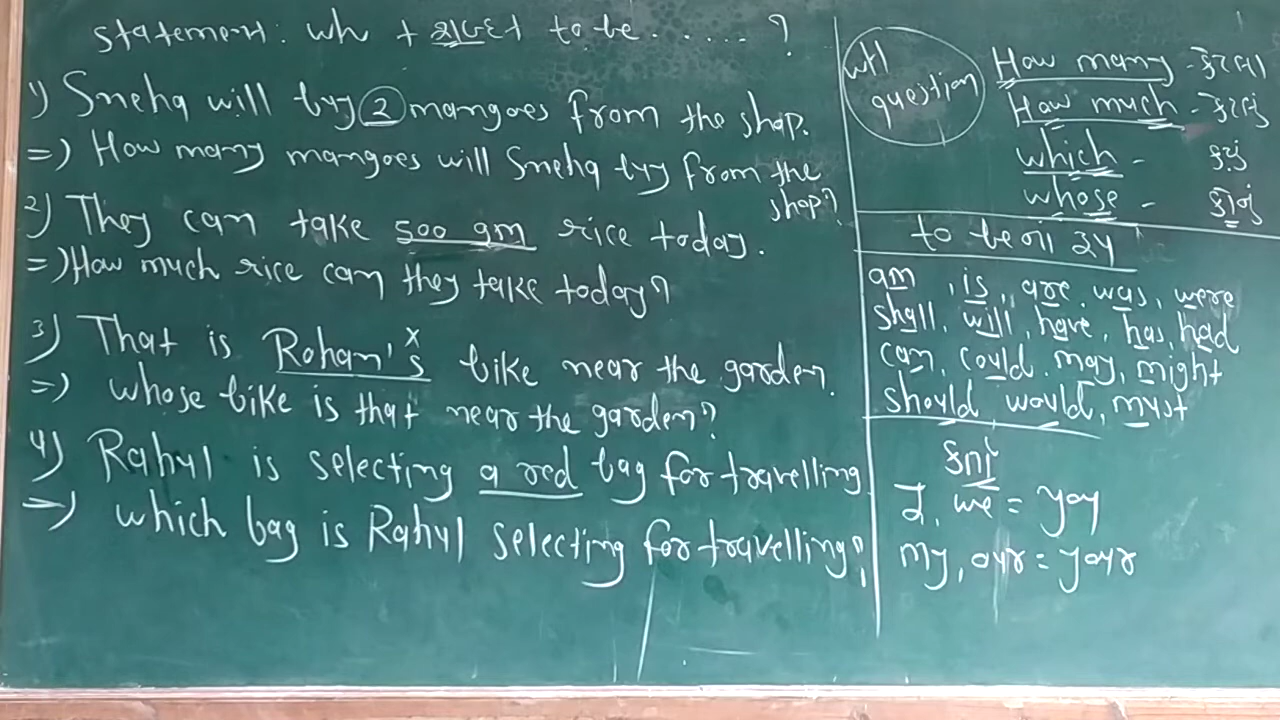 statement: wh + શબ્દ to be ......?
1) Sneha will buy 2 mangoes from the shop.
=) How many mangoes will Sneha buy from the shop?
2) They can take 500 gm rice today.
=) How much rice can they take today?
3) That is Rohan's x bike near the garden.
=) whose bike is that near the garden?
4) Rahul is selecting a red bag for travelling
=) which bag is Rahul selecting for travelling?
WH question
How many - કેટલા
How much - કેટલું
which - કયું
whose - કોનું
to be ના રૂપ
am, is, are, was, were
shall, will, have, has, had
can, could, may, might
should would, must
કર્તા
I, we = you
my, our = your